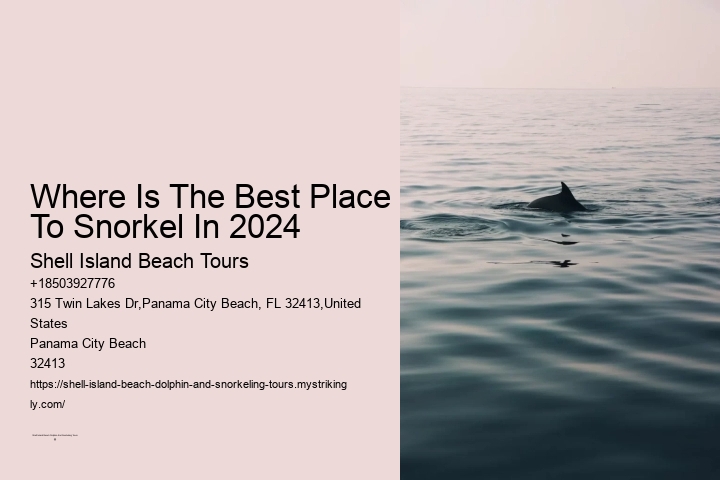 Where Is The Best Place
To Snorkel In 2024
Shell Island Beach Tours
+18503927776
315 Twin Lakes Dr,Panama City Beach, FL 32413,United
States
Panama City Beach
32413
https://shell-island-beach-dolphin-and-snorkeling-tours.mystriking
ly.com/